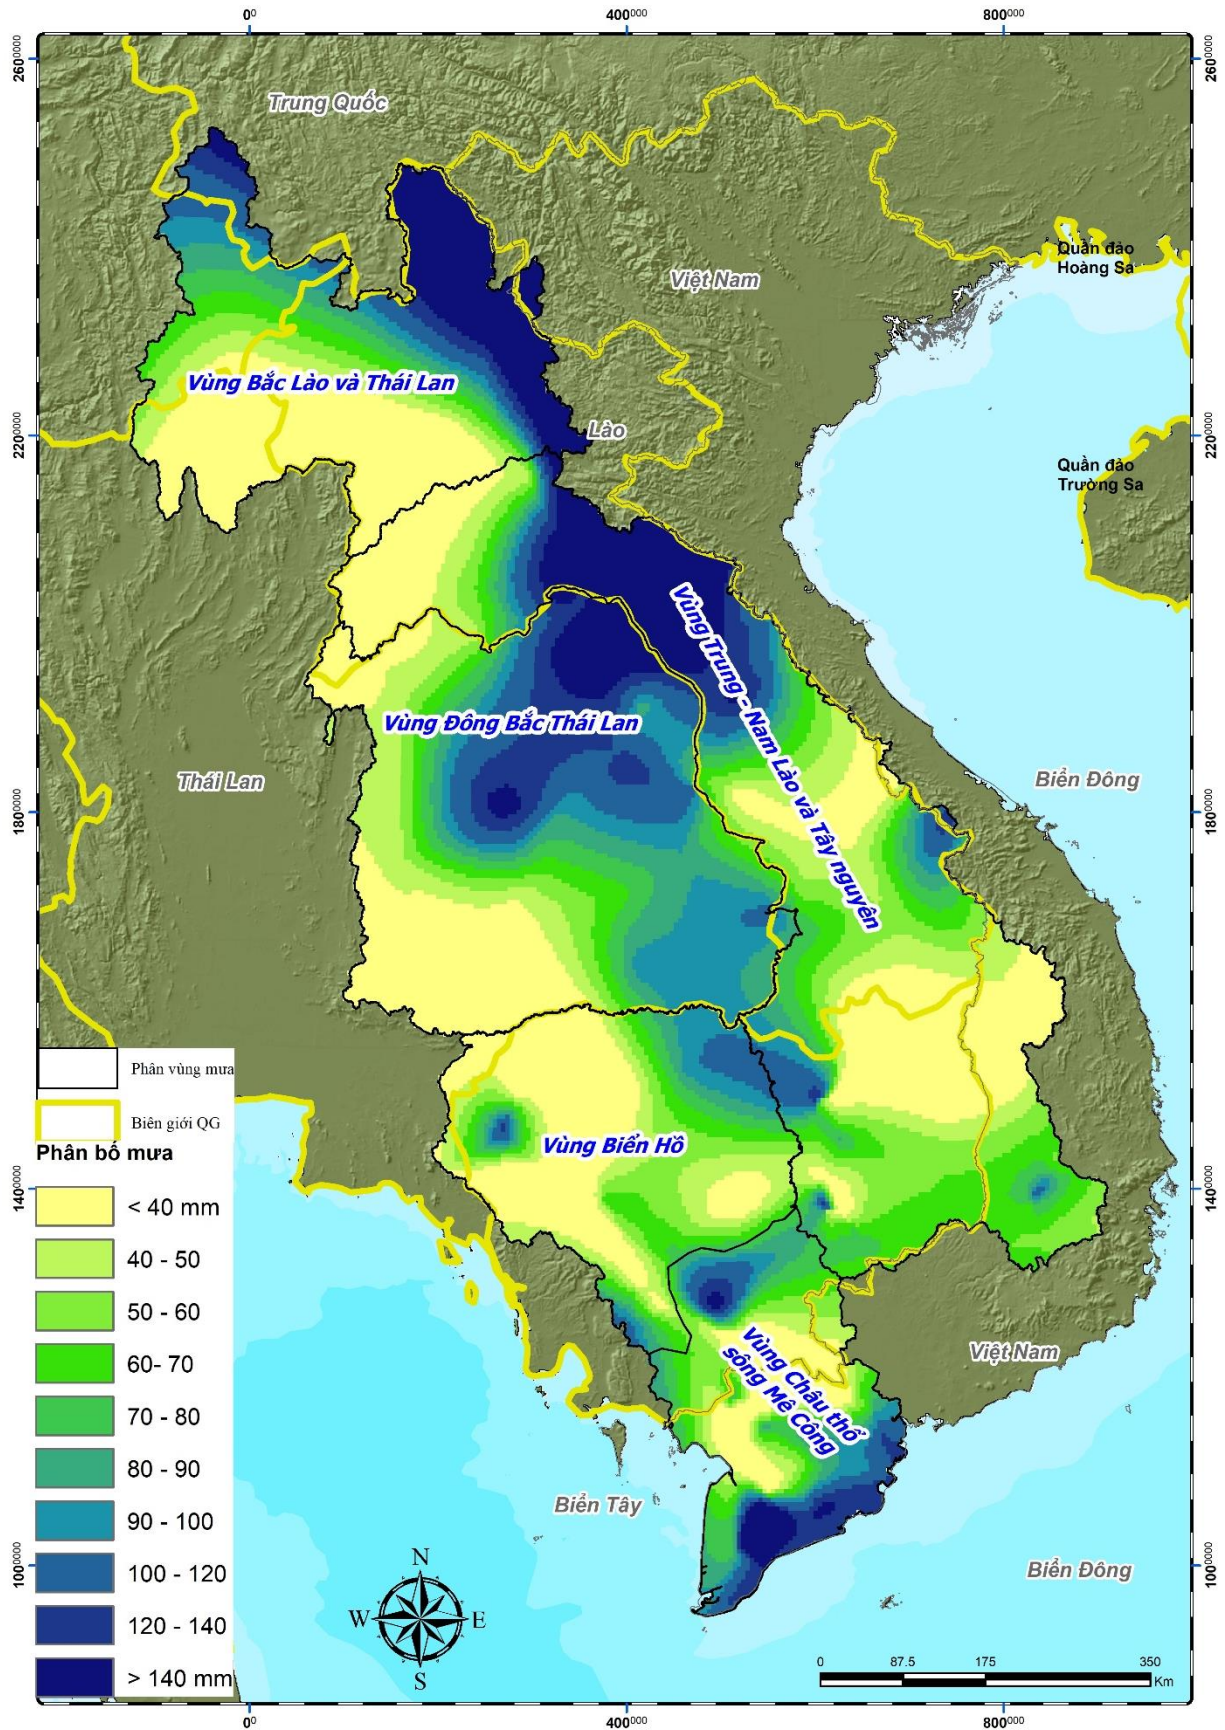 0⁰
400⁰⁰⁰
800⁰⁰⁰
260⁰⁰⁰⁰
260⁰⁰⁰⁰
Trung Quốc
Quần đảo
Hoàng Sa
Việt Nam
Vùng Bắc Lào và Thái Lan
Lào
220⁰⁰⁰⁰
220⁰⁰⁰⁰
Quần đảo
Trường Sa
Vùng Trung - Nam Lào và Tây nguyên
Vùng Đông Bắc Thái Lan
Thái Lan
Biển Đông
180⁰⁰⁰⁰
180⁰⁰⁰⁰
Phân vùng mưa
Biên giới QG
Phân bố mưa
< 40 mm
40 - 50
50 - 60
60- 70
70 - 80
80 - 90
90 - 100
100 - 120
120 - 140
> 140 mm
Vùng Biển Hồ
140⁰⁰⁰⁰
140⁰⁰⁰⁰
Việt Nam
Vùng Châu thổ
sông Mê Công
Biển Tây
Biển Đông
100⁰⁰⁰⁰
100⁰⁰⁰⁰
N
W
E
S
0
87.5
175
350
Km
0⁰
400⁰⁰⁰
800⁰⁰⁰